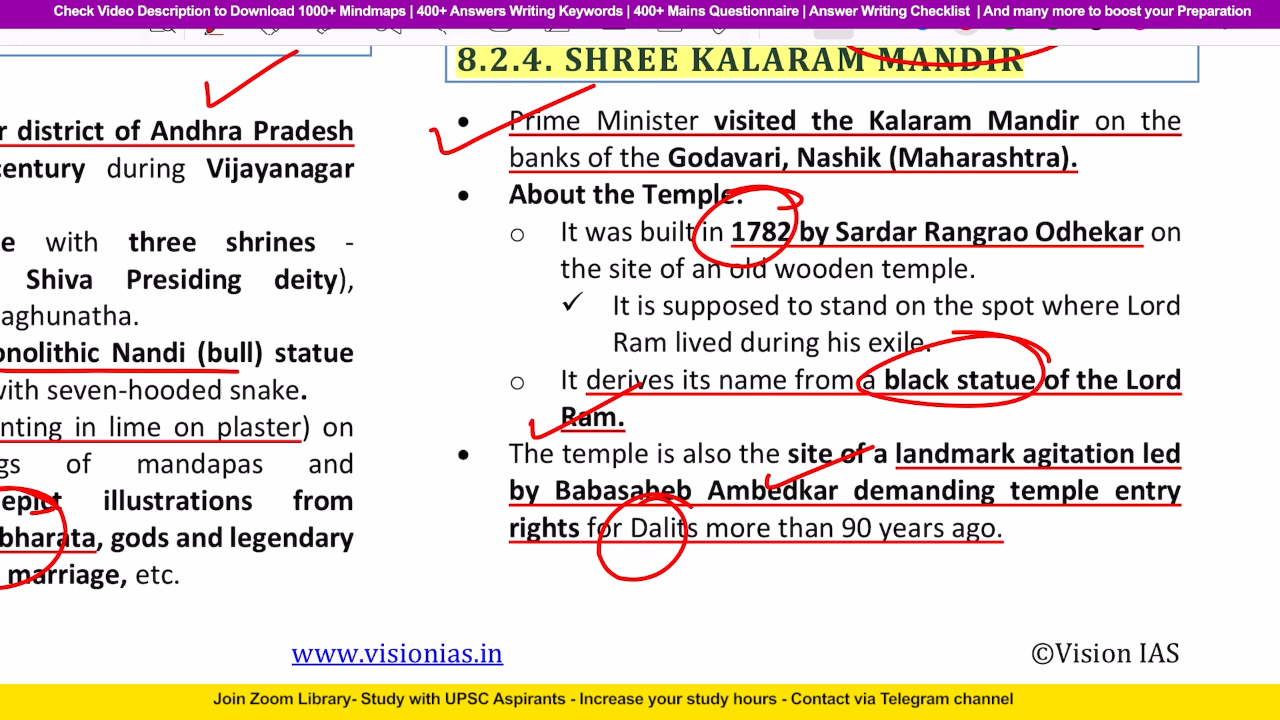 Check Video Description to Download 1000+ Mindmaps | 400+ Answers Writing Keywords | 400+ Mains Questionnaire | Answer Writing Checklist | And many more to boost your Preparation
r district of Andhra Pradesh
century during Vijayanagar
e with three shrines -
Shiva Presiding deity),
aghunatha.
onolithic Nandi (bull) statue
with seven-hooded snake.
nting in lime on plaster) on
gs of mandapas and
epict illustrations from
bharata, gods and legendary
marriage, etc.
8.2.4. SHREE KALARAM MANDIR
• Prime Minister visited the Kalaram Mandir on the
banks of the Godavari, Nashik (Maharashtra).
• About the Temple:
o It was built in 1782 by Sardar Rangrao Odhekar on
the site of an old wooden temple.
✓ It is supposed to stand on the spot where Lord
Ram lived during his exile.
o It derives its name from a black statue of the Lord
Ram.
• The temple is also the site of a landmark agitation led
by Babasaheb Ambedkar demanding temple entry
rights for Dalits more than 90 years ago.
www.visionias.in
©Vision IAS
Join Zoom Library- Study with UPSC Aspirants - Increase your study hours - Contact via Telegram channel